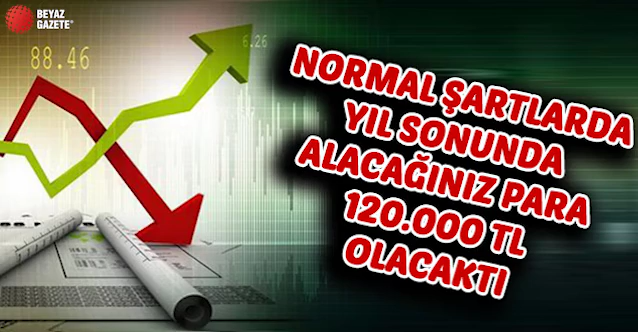 BEYAZ
GAZETE
88.46
6.26
NORMAL ŞARTLARDA
YIL SONUNDA
ALACAĞINIZ PARA
120.000 TL
OLACAKTI